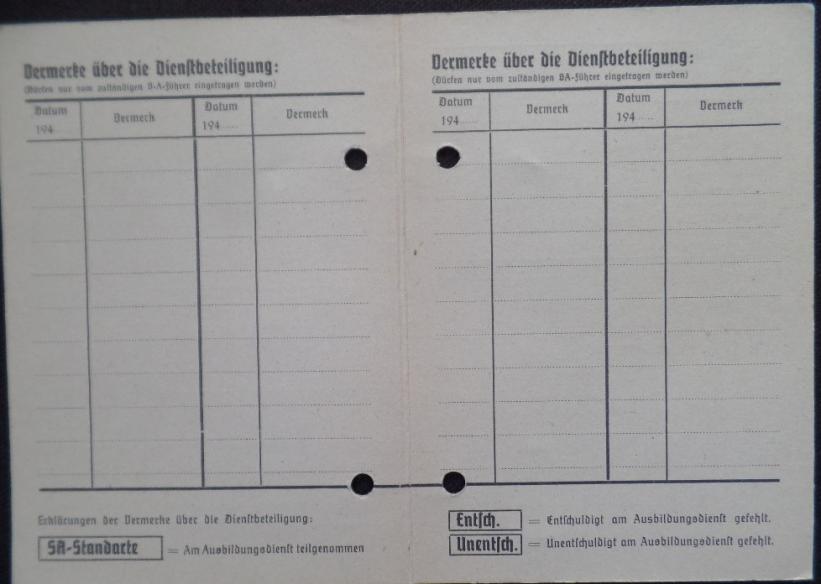 Vermerke über die Dienstbeteiligung:
(Dürfen nur vom zuständigen SA-Führer eingetragen werden)
Datum
194.....
Vermerk
Datum
194.....
Vermerk
Erklärungen der Vermerke über die Dienstbeteiligung:
SA-Standarte = Am Ausbildungsdienst teilgenommen
Vermerke über die Dienstbeteiligung:
(Dürfen nur vom zuständigen SA-Führer eingetragen werden)
Datum
194.....
Vermerk
Datum
194.....
Vermerk
Entsch. = Entschuldigt am Ausbildungsdienst gefehlt.
Unentsch. = Unentschuldigt am Ausbildungsdienst gefehlt.